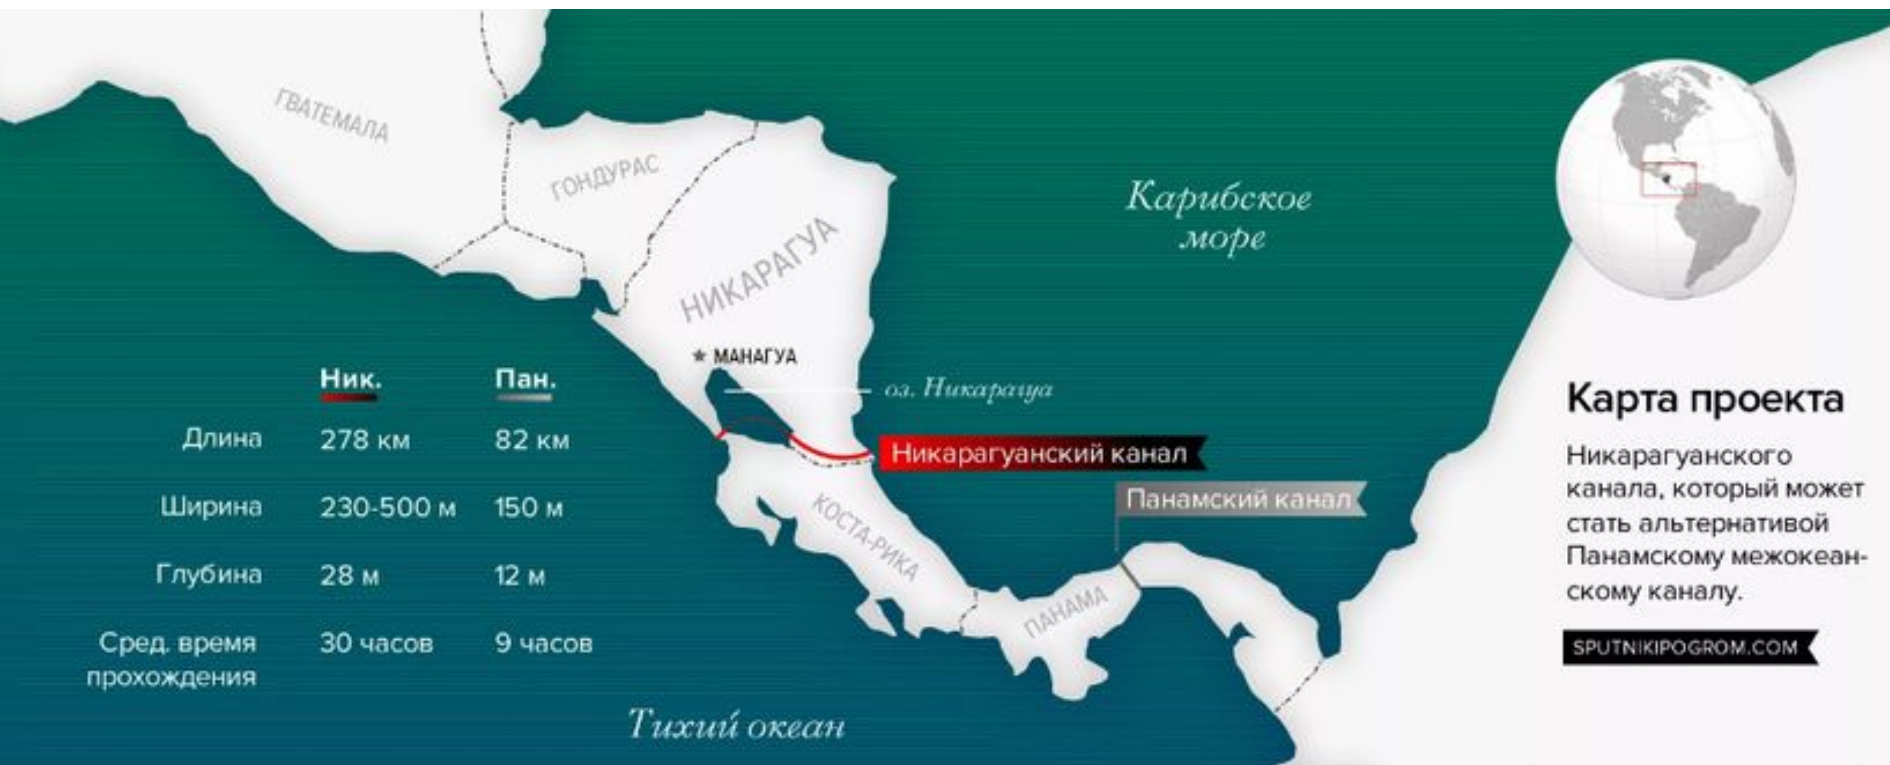 ГВАТЕМАЛА
ГОНДУРАС
НИКАРАГУА
Карибское
море
★ МАНАГУА
оз. Никарагуа
Никарагуанский канал
Панамский канал
КОСТА-РИКА
ПАНАМА
Тихий океан
Ник. Пан.
Длина 278 км 82 км
Ширина 230-500 м 150 м
Глубина 28 м 12 м
Сред. время 30 часов 9 часов
прохождения
Карта проекта
Никарагуанского
канала, который может
стать альтернативой
Панамскому межокеан-
скому каналу.
SPUTNIKIPOGROM.COM